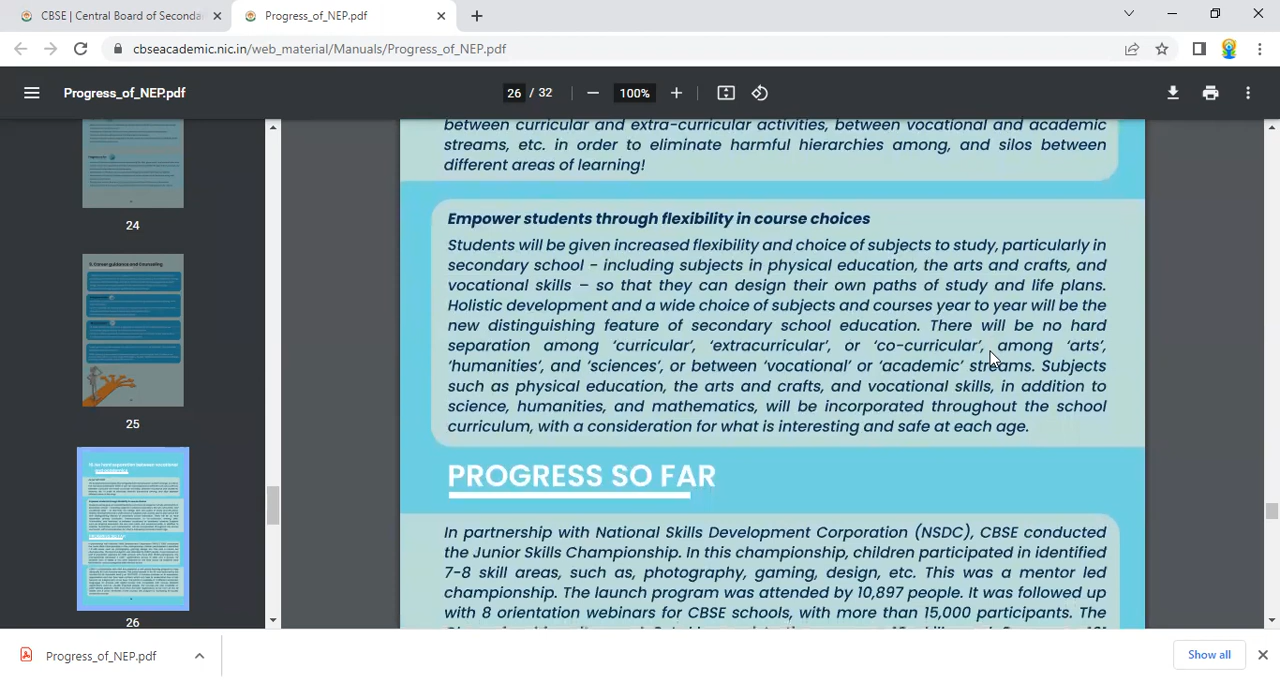 CBSE | Central Board of Seconda
Progress_of_NEP.pdf
cbseacademic.nic.in/web_material/Manuals/Progress_of_NEP.pdf
Progress_of_NEP.pdf
26 / 32
100%
24
25
26
between curricular and extra-curricular activities, between vocational and academic
streams, etc. in order to eliminate harmful hierarchies among, and silos between
different areas of learning!
Empower students through flexibility in course choices
Students will be given increased flexibility and choice of subjects to study, particularly in
secondary school – including subjects in physical education, the arts and crafts, and
vocational skills – so that they can design their own paths of study and life plans.
Holistic development and a wide choice of subjects and courses year to year will be the
new distinguishing feature of secondary school education. There will be no hard
separation among ‘curricular’, ‘extracurricular’, or ‘co-curricular’, among ‘arts’,
‘humanities’, and ‘sciences’, or between ‘vocational’ or ‘academic’ streams. Subjects
such as physical education, the arts and crafts, and vocational skills, in addition to
science, humanities, and mathematics, will be incorporated throughout the school
curriculum, with a consideration for what is interesting and safe at each age.
PROGRESS SO FAR
In partnership with National Skills Development Corporation (NSDC), CBSE conducted
the Junior Skills Championship. In this championship, children participated in identified
7-8 skill areas, such as, photography, gaming design, etc. This was a mentor led
championship. The launch program was attended by 10,897 people. It was followed up
with 8 orientation webinars for CBSE schools, with more than 15,000 participants. The
Progress_of_NEP.pdf
Show all